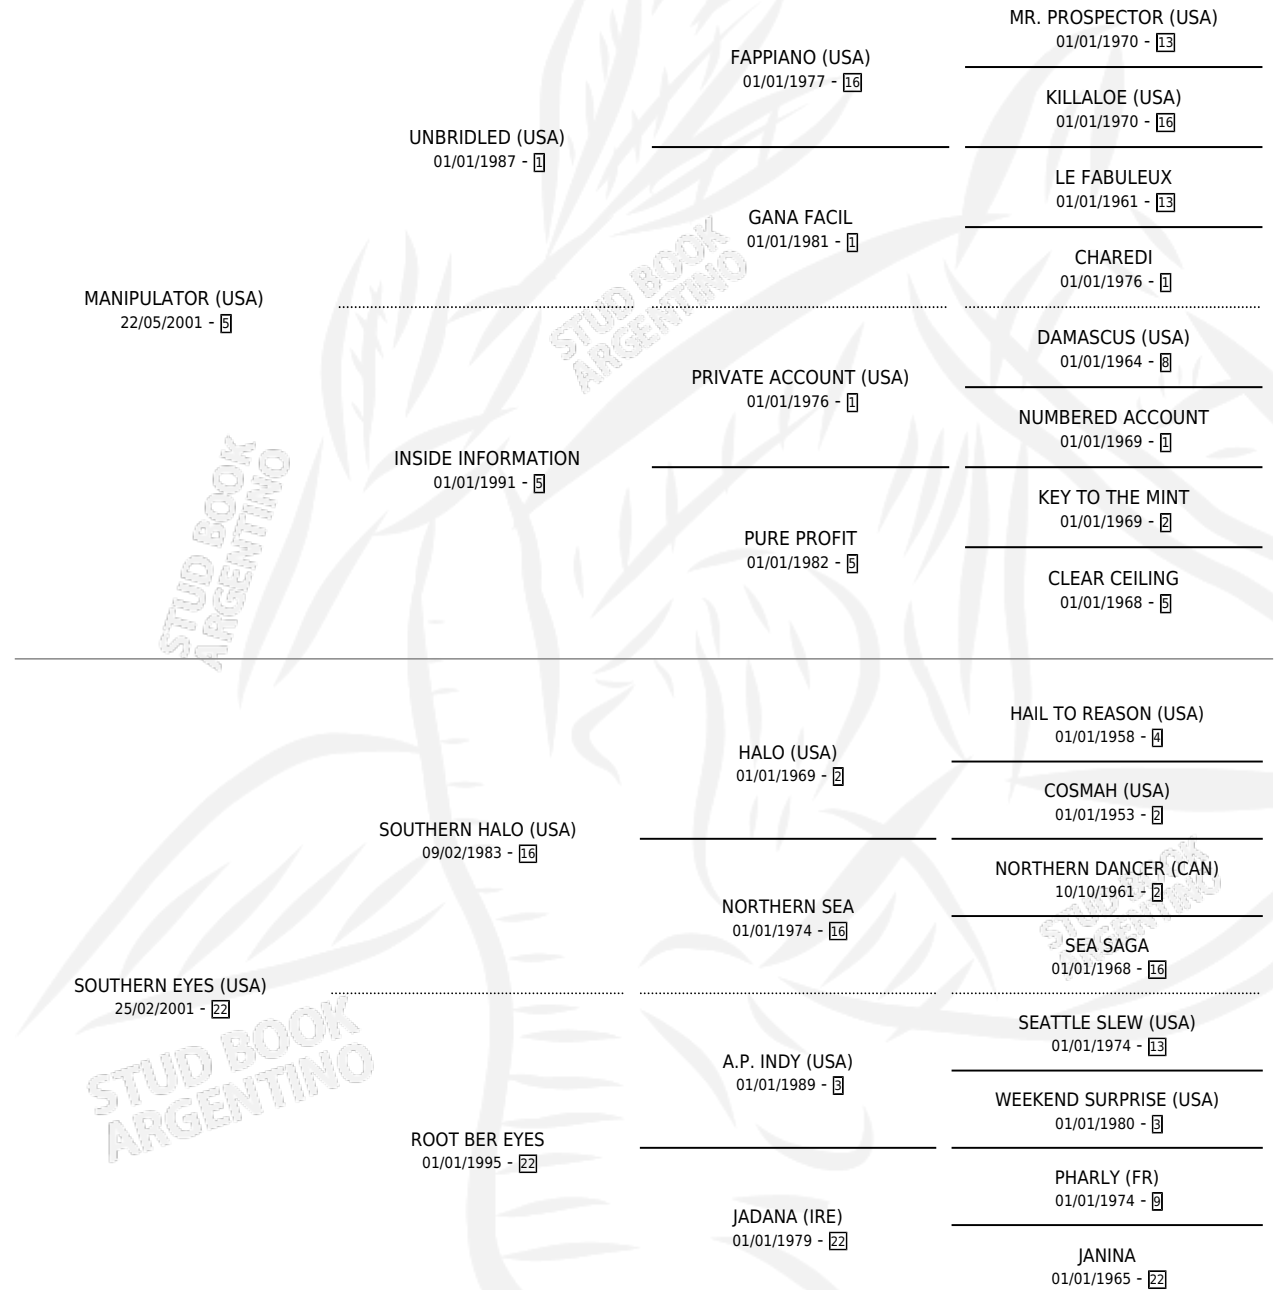 MR. PROSPECTOR (USA)
01/01/1970 - 13
FAPPIANO (USA)
01/01/1977 - 16
KILLALOE (USA)
01/01/1970 - 16
UNBRIDLED (USA)
01/01/1987 - 1
LE FABULEUX
01/01/1961 - 13
GANA FACIL
01/01/1981 - 1
CHAREDI
01/01/1976 - 1
MANIPULATOR (USA)
22/05/2001 - 5
DAMASCUS (USA)
01/01/1964 - 8
PRIVATE ACCOUNT (USA)
01/01/1976 - 1
NUMBERED ACCOUNT
01/01/1969 - 1
INSIDE INFORMATION
01/01/1991 - 5
KEY TO THE MINT
01/01/1969 - 2
PURE PROFIT
01/01/1982 - 5
CLEAR CEILING
01/01/1968 - 5
HAIL TO REASON (USA)
01/01/1958 - 4
HALO (USA)
01/01/1969 - 2
COSMAH (USA)
01/01/1953 - 2
SOUTHERN HALO (USA)
09/02/1983 - 16
NORTHERN DANCER (CAN)
10/10/1961 - 2
NORTHERN SEA
01/01/1974 - 16
SEA SAGA
01/01/1968 - 16
SOUTHERN EYES (USA)
25/02/2001 - 22
SEATTLE SLEW (USA)
01/01/1974 - 13
A.P. INDY (USA)
01/01/1989 - 3
WEEKEND SURPRISE (USA)
01/01/1980 - 3
ROOT BER EYES
01/01/1995 - 22
PHARLY (FR)
01/01/1974 - 9
JADANA (IRE)
01/01/1979 - 22
JANINA
01/01/1965 - 22
STUD BOOK
ARGENTINO
STUD BOOK
ARGENTINO
STUD BOOK
ARGENTINO
STUD BOOK
ARGENTINO